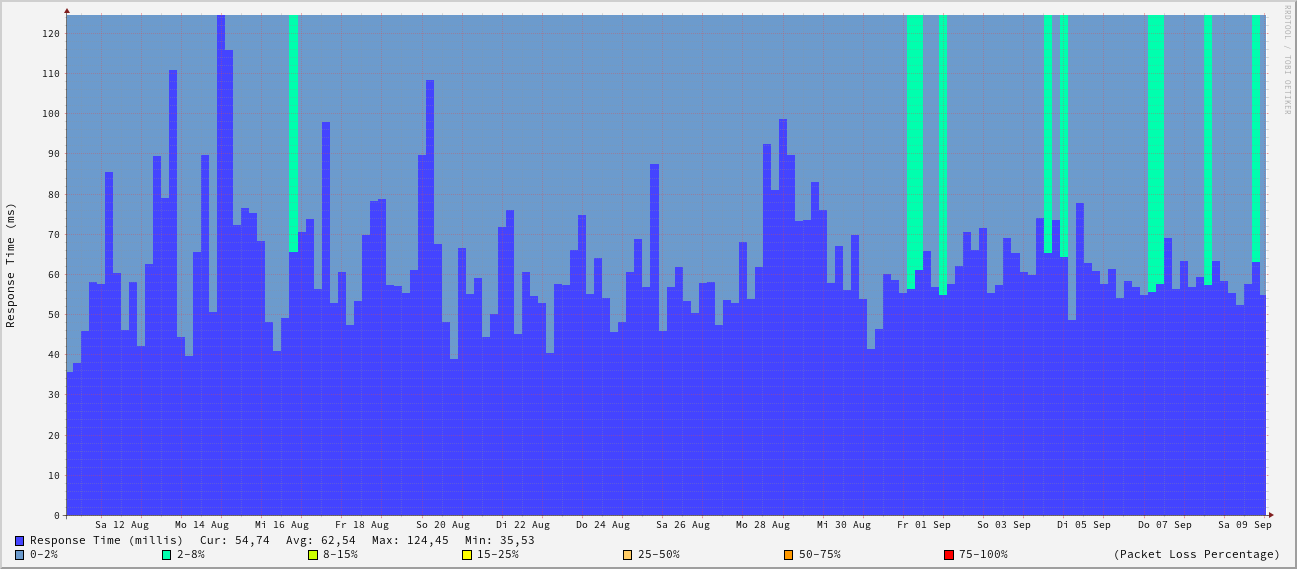 RRDTOOL / TOBI OETIKER
Response Time (ms)
120
110
100
90
80
70
60
50
40
30
20
10
0
Sa 12 Aug Mo 14 Aug Mi 16 Aug Fr 18 Aug So 20 Aug Di 22 Aug Do 24 Aug Sa 26 Aug Mo 28 Aug Mi 30 Aug Fr 01 Sep So 03 Sep Di 05 Sep Do 07 Sep Sa 09 Sep
Response Time (millis) Cur: 54,74 Avg: 62,54 Max: 124,45 Min: 35,53
0-2% 2-8% 8-15% 15-25% 25-50% 50-75% 75-100% (Packet Loss Percentage)